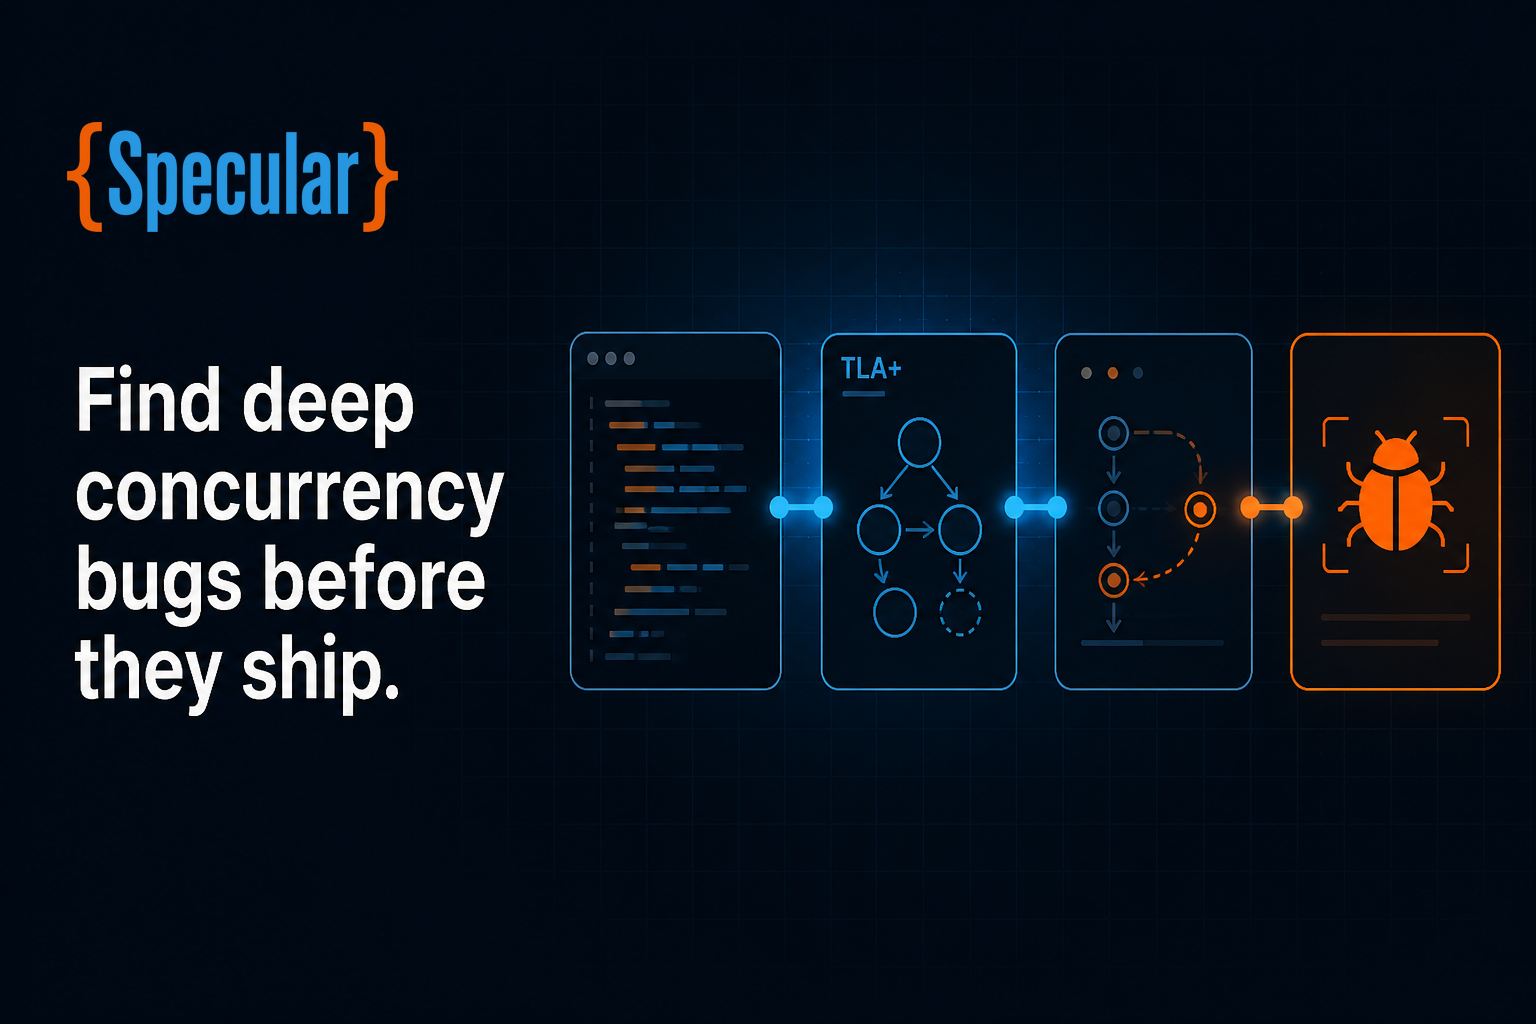 {Specular}
Find deep
concurrency
bugs before
they ship.
TLA+